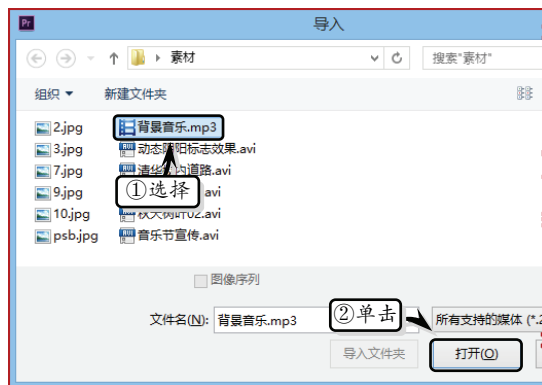 Pr 导入
素材
搜索"素材"
组织 新建文件夹
2.jpg 背景音乐.mp3
3.jpg 动态阴阳标志效果.avi
7.jpg 道路.avi
9.jpg .avi
10.jpg 02.avi
psb.jpg 音乐节宣传.avi
①选择
图像序列
②单击
文件名(N): 背景音乐.mp3 所有支持的媒体 (*.
导入文件夹 打开(O)